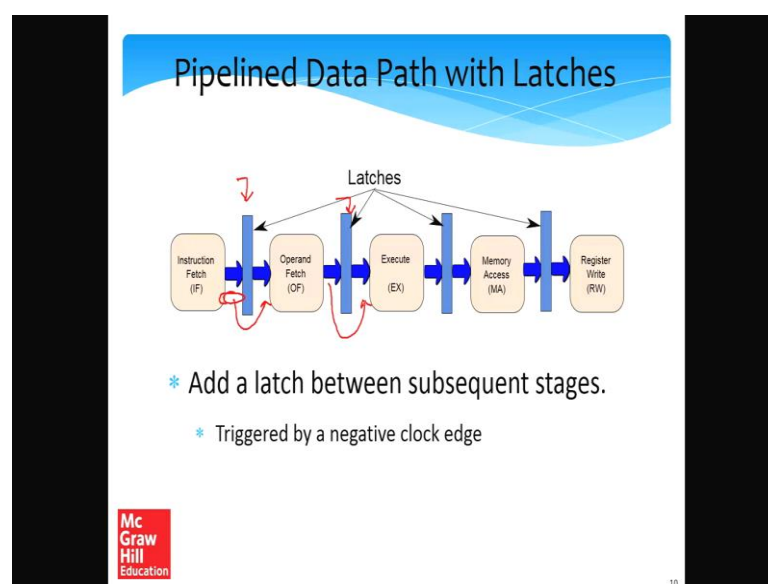 Pipelined Data Path with Latches
Latches
Instruction
Fetch
(IF)
Operand
Fetch
(OF)
Execute
(EX)
Memory
Access
(MA)
Register
Write
(RW)
* Add a latch between subsequent stages.
* Triggered by a negative clock edge
Mc
Graw
Hill
Education
10